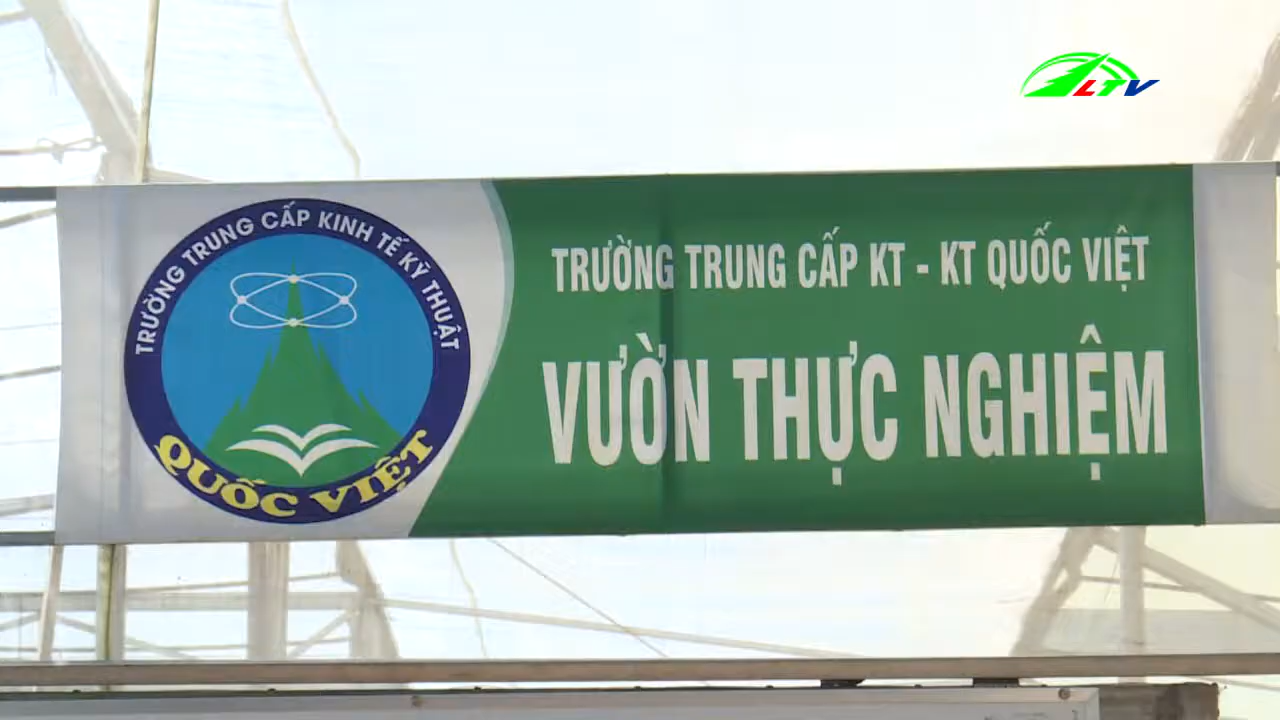 LTV
TRƯỜNG TRUNG CẤP KINH TẾ KỸ THUẬT
QUỐC VIỆT
TRƯỜNG TRUNG CẤP KT - KT QUỐC VIỆT
VƯỜN THỰC NGHIỆM